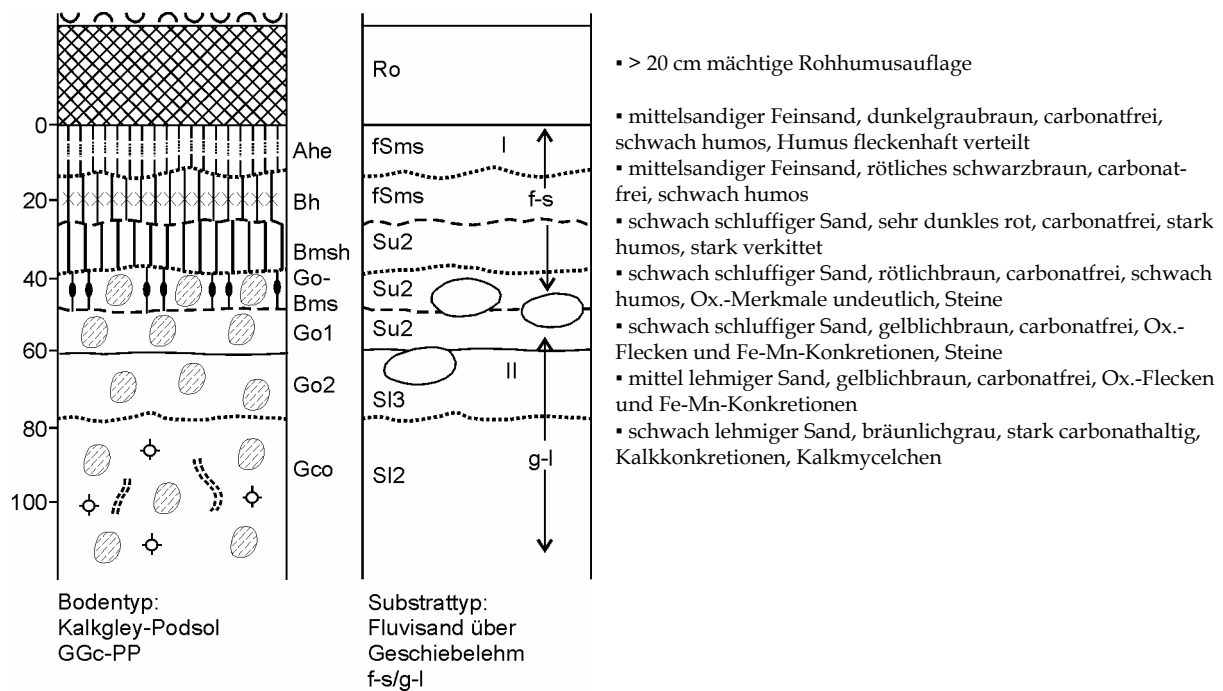 0
20
40
60
80
100
Ahe
Bh
Bmsh
Go-
Bms
Go1
Go2
Gco
Ro
fSms
I
fSms
f-s
Su2
Su2
Su2
II
Sl3
g-l
Sl2
▪ > 20 cm mächtige Rohhumusauflage
▪ mittelsandiger Feinsand, dunkelgraubraun, carbonatfrei,
schwach humos, Humus fleckenhaft verteilt
▪ mittelsandiger Feinsand, rötliches schwarzbraun, carbonat-
frei, schwach humos
▪ schwach schluffiger Sand, sehr dunkles rot, carbonatfrei, stark
humos, stark verkittet
▪ schwach schluffiger Sand, rötlichbraun, carbonatfrei, schwach
humos, Ox.-Merkmale undeutlich, Steine
▪ schwach schluffiger Sand, gelblichbraun, carbonatfrei, Ox.-
Flecken und Fe-Mn-Konkretionen, Steine
▪ mittel lehmiger Sand, gelblichbraun, carbonatfrei, Ox.-Flecken
und Fe-Mn-Konkretionen
▪ schwach lehmiger Sand, bräunlichgrau, stark carbonathaltig,
Kalkkonkretionen, Kalkmycelchen
Bodentyp:
Kalkgley-Podsol
GGc-PP
Substrattyp:
Fluvisand über
Geschiebelehm
f-s/g-l